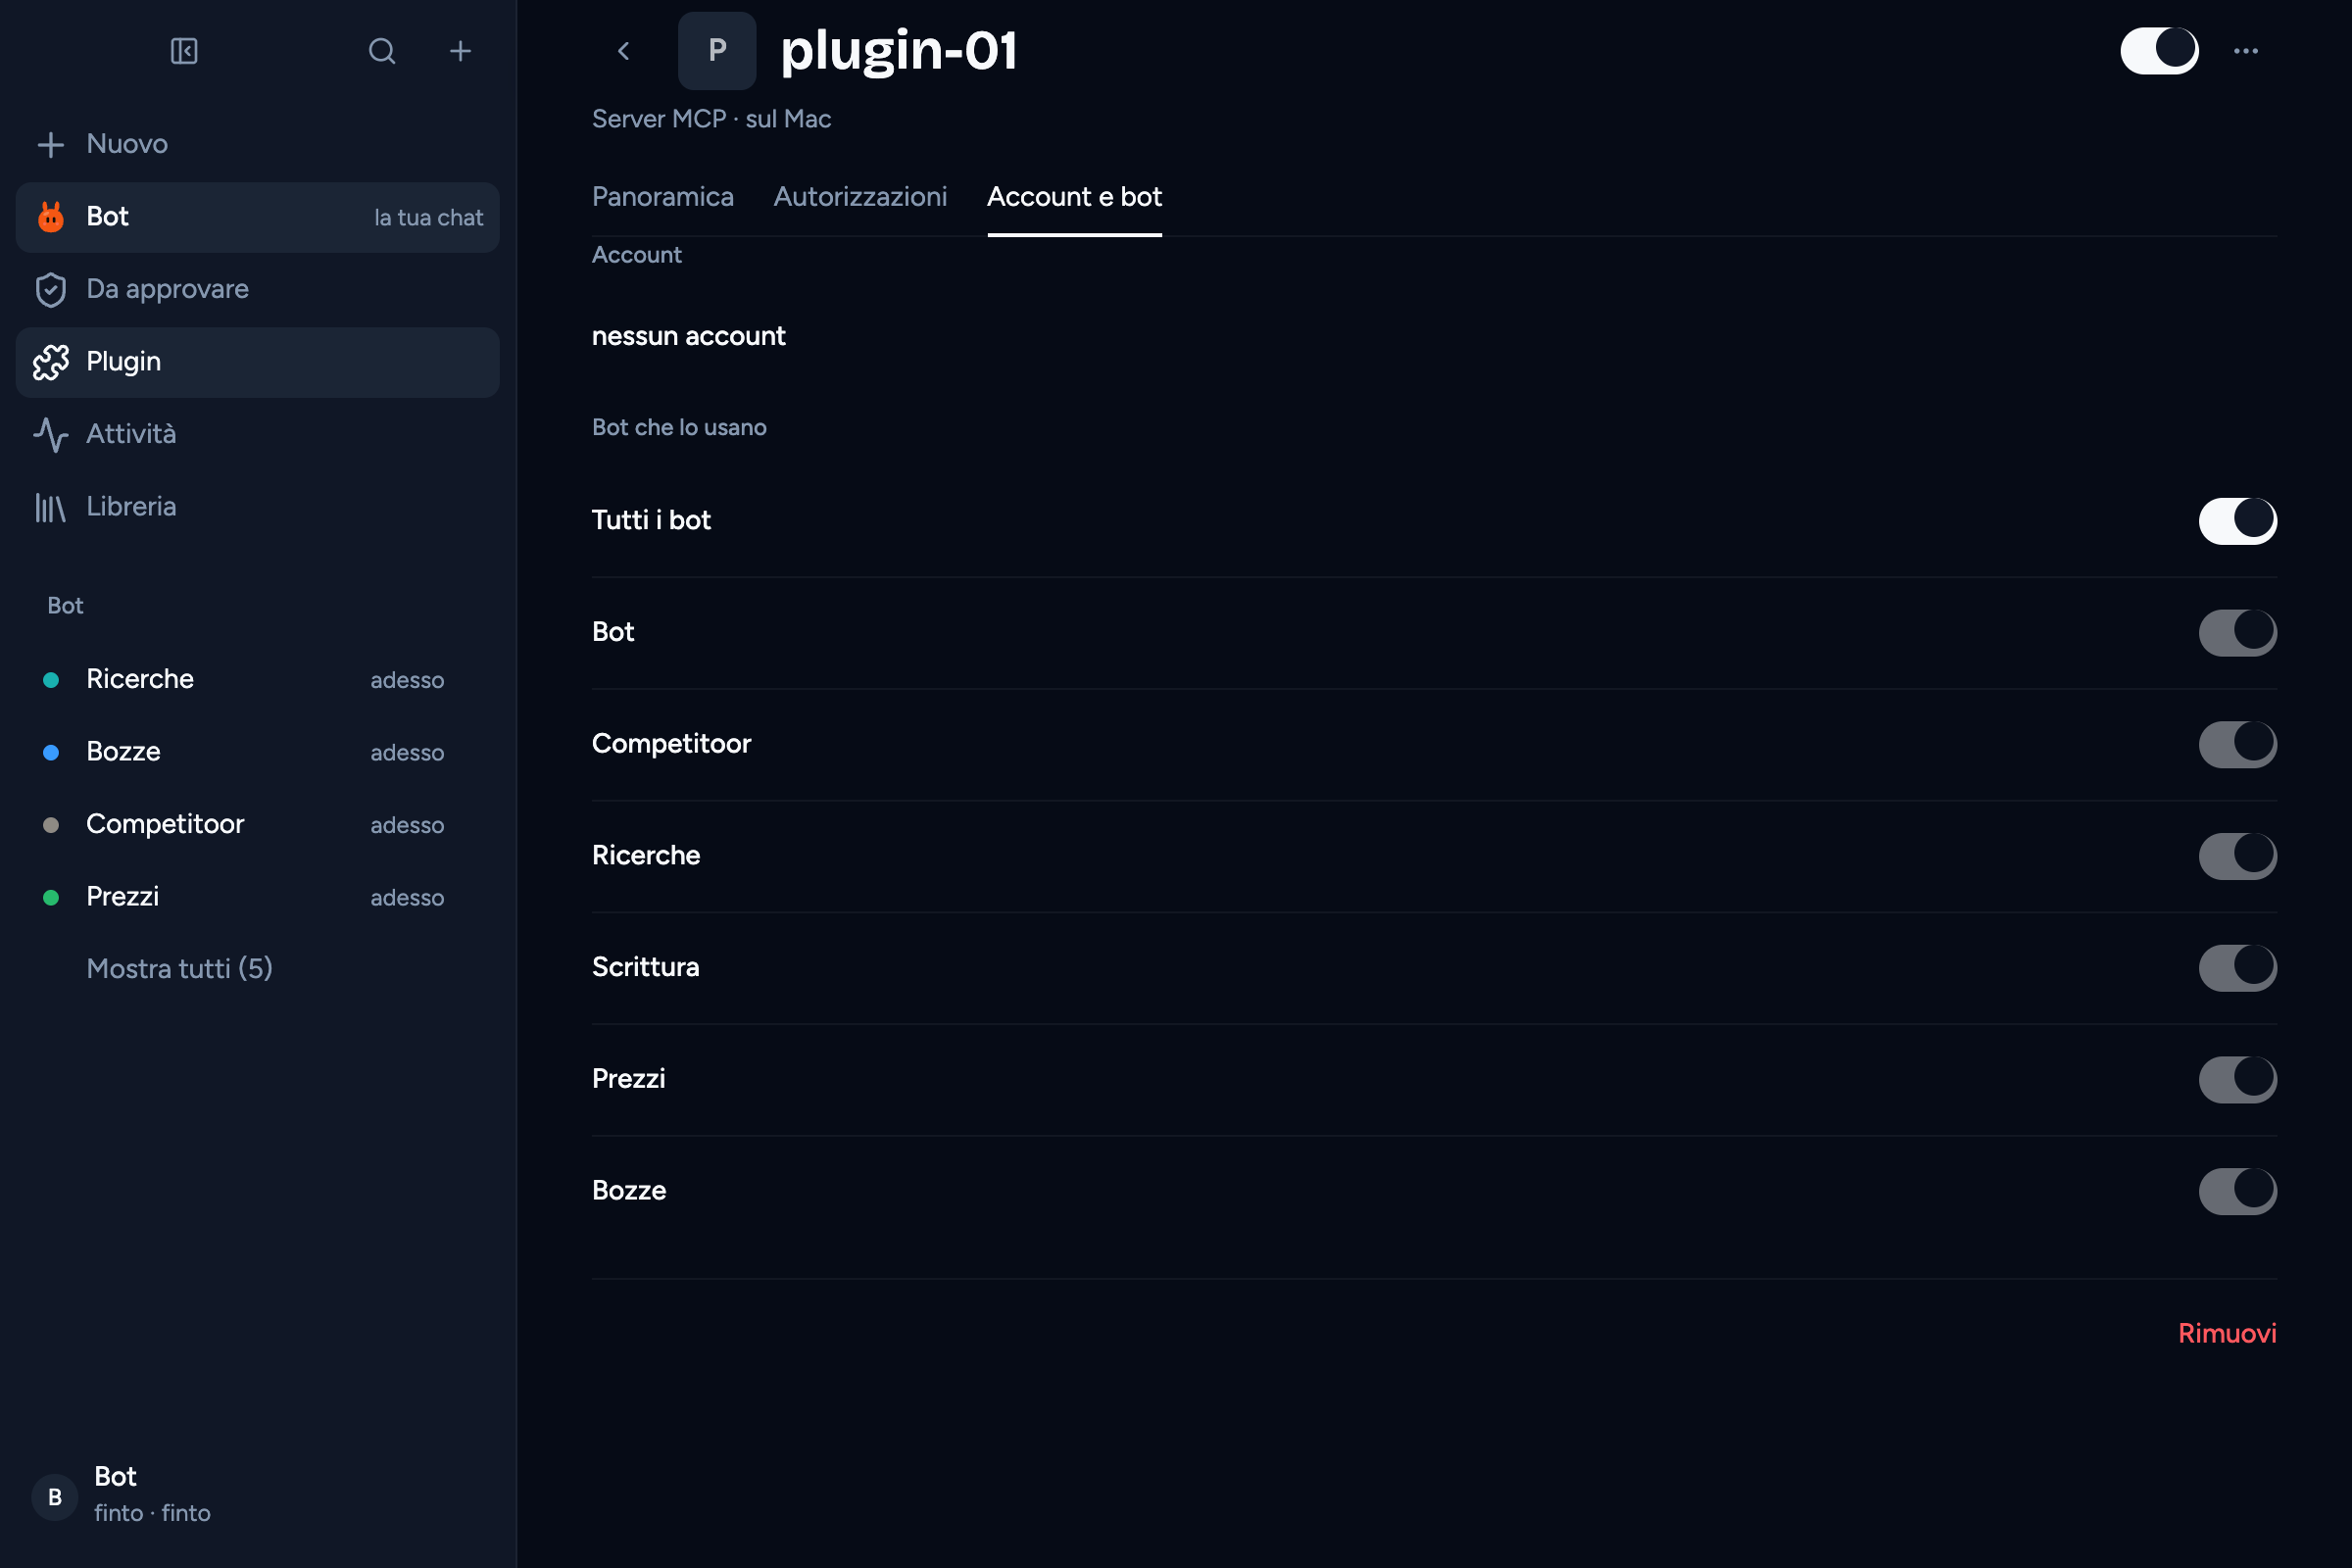 Nuovo
Bot
la tua chat
Da approvare
Plugin
Attività
Libreria
Bot
Ricerche
adesso
Bozze
adesso
Competitoor
adesso
Prezzi
adesso
Mostra tutti (5)
B
Bot
finto · finto
P
plugin-01
Server MCP · sul Mac
Panoramica
Autorizzazioni
Account e bot
Account
nessun account
Bot che lo usano
Tutti i bot
Bot
Competitoor
Ricerche
Scrittura
Prezzi
Bozze
Rimuovi